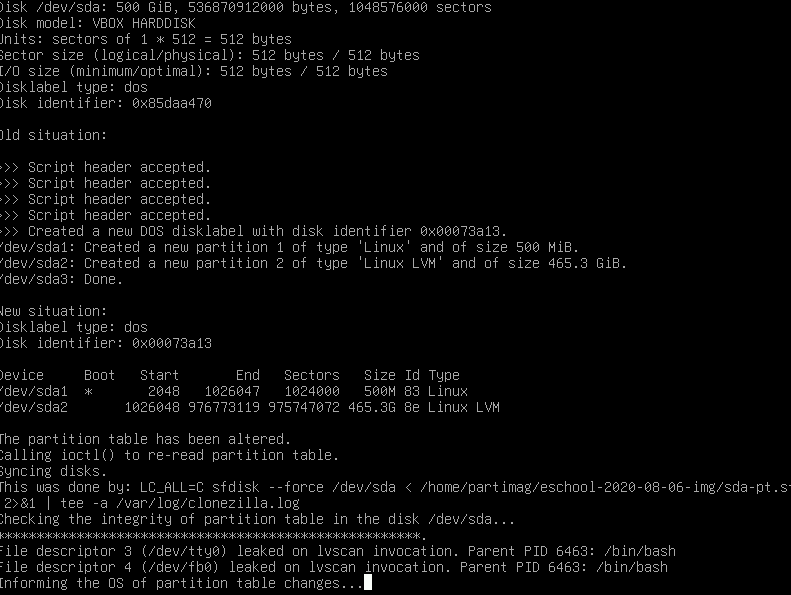 Disk /dev/sda: 500 GiB, 536870912000 bytes, 1048576000 sectors
Disk model: VBOX HARDDISK
Units: sectors of 1 * 512 = 512 bytes
Sector size (logical/physical): 512 bytes / 512 bytes
I/O size (minimum/optimal): 512 bytes / 512 bytes
Disklabel type: dos
Disk identifier: 0x85daa470

Old situation:

>>> Script header accepted.
>>> Script header accepted.
>>> Script header accepted.
>>> Script header accepted.
>>> Created a new DOS disklabel with disk identifier 0x00073a13.
/dev/sda1: Created a new partition 1 of type 'Linux' and of size 500 MiB.
/dev/sda2: Created a new partition 2 of type 'Linux LVM' and of size 465.3 GiB.
/dev/sda3: Done.

New situation:
Disklabel type: dos
Disk identifier: 0x00073a13

Device     Boot   Start       End   Sectors   Size Id Type
/dev/sda1  *       2048   1026047   1024000   500M 83 Linux
/dev/sda2       1026048 976773119 975747072 465.3G 8e Linux LVM

The partition table has been altered.
Calling ioctl() to re-read partition table.
Syncing disks.
This was done by: LC_ALL=C sfdisk --force /dev/sda < /home/partimag/eschool-2020-08-06-img/sda-pt.sf
 2>&1 | tee -a /var/log/clonezilla.log
Checking the integrity of partition table in the disk /dev/sda...
*****************************************************.
File descriptor 3 (/dev/tty0) leaked on lvscan invocation. Parent PID 6463: /bin/bash
File descriptor 4 (/dev/fb0) leaked on lvscan invocation. Parent PID 6463: /bin/bash
Informing the OS of partition table changes...